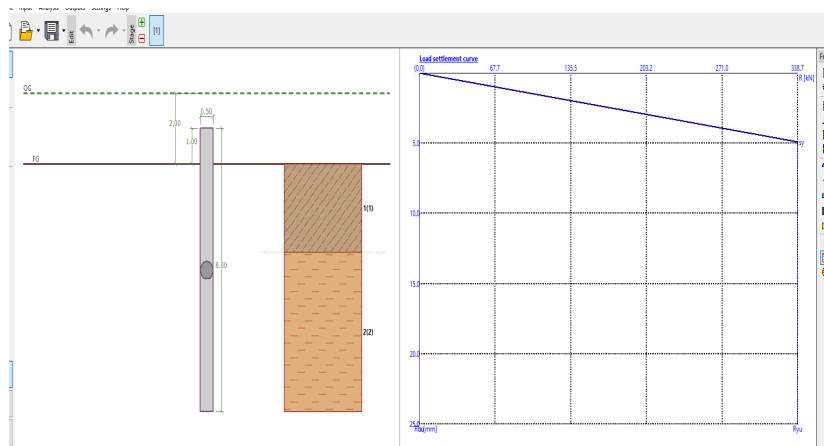 Input Analysis Outputs Settings Help
Edit
Stage
[1]
OG
0.50
2.00
1.00
FG
1(1)
8.00
2(2)
Load settlement curve
(0,0) 67.7 135.5 203.2 271.0 338.7
R [kN]
5.0
sy
10.0
15.0
20.0
25.0
Ryu